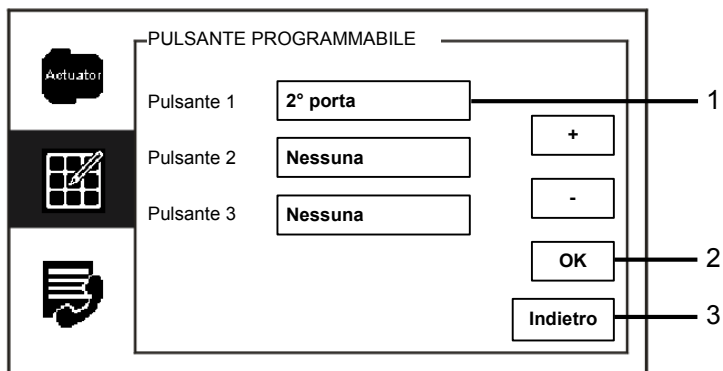 PULSANTE PROGRAMMABILE
Actuator
Pulsante 1 2° porta 1
+
Pulsante 2 Nessuna
-
Pulsante 3 Nessuna
OK 2
Indietro 3